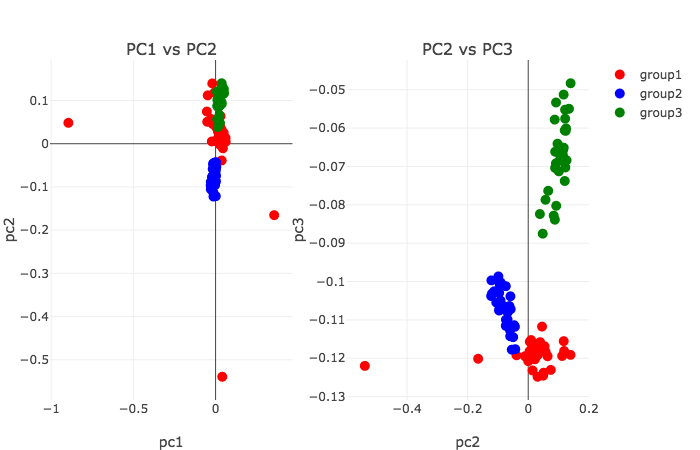 PC1 vs PC2
0.1
0
−0.1
−0.2
−0.3
−0.4
−0.5
pc2
−1
−0.5
0
pc1
PC2 vs PC3
−0.05
−0.06
−0.07
−0.08
−0.09
−0.1
−0.11
−0.12
−0.13
pc3
−0.4
−0.2
0
0.2
pc2
group1
group2
group3